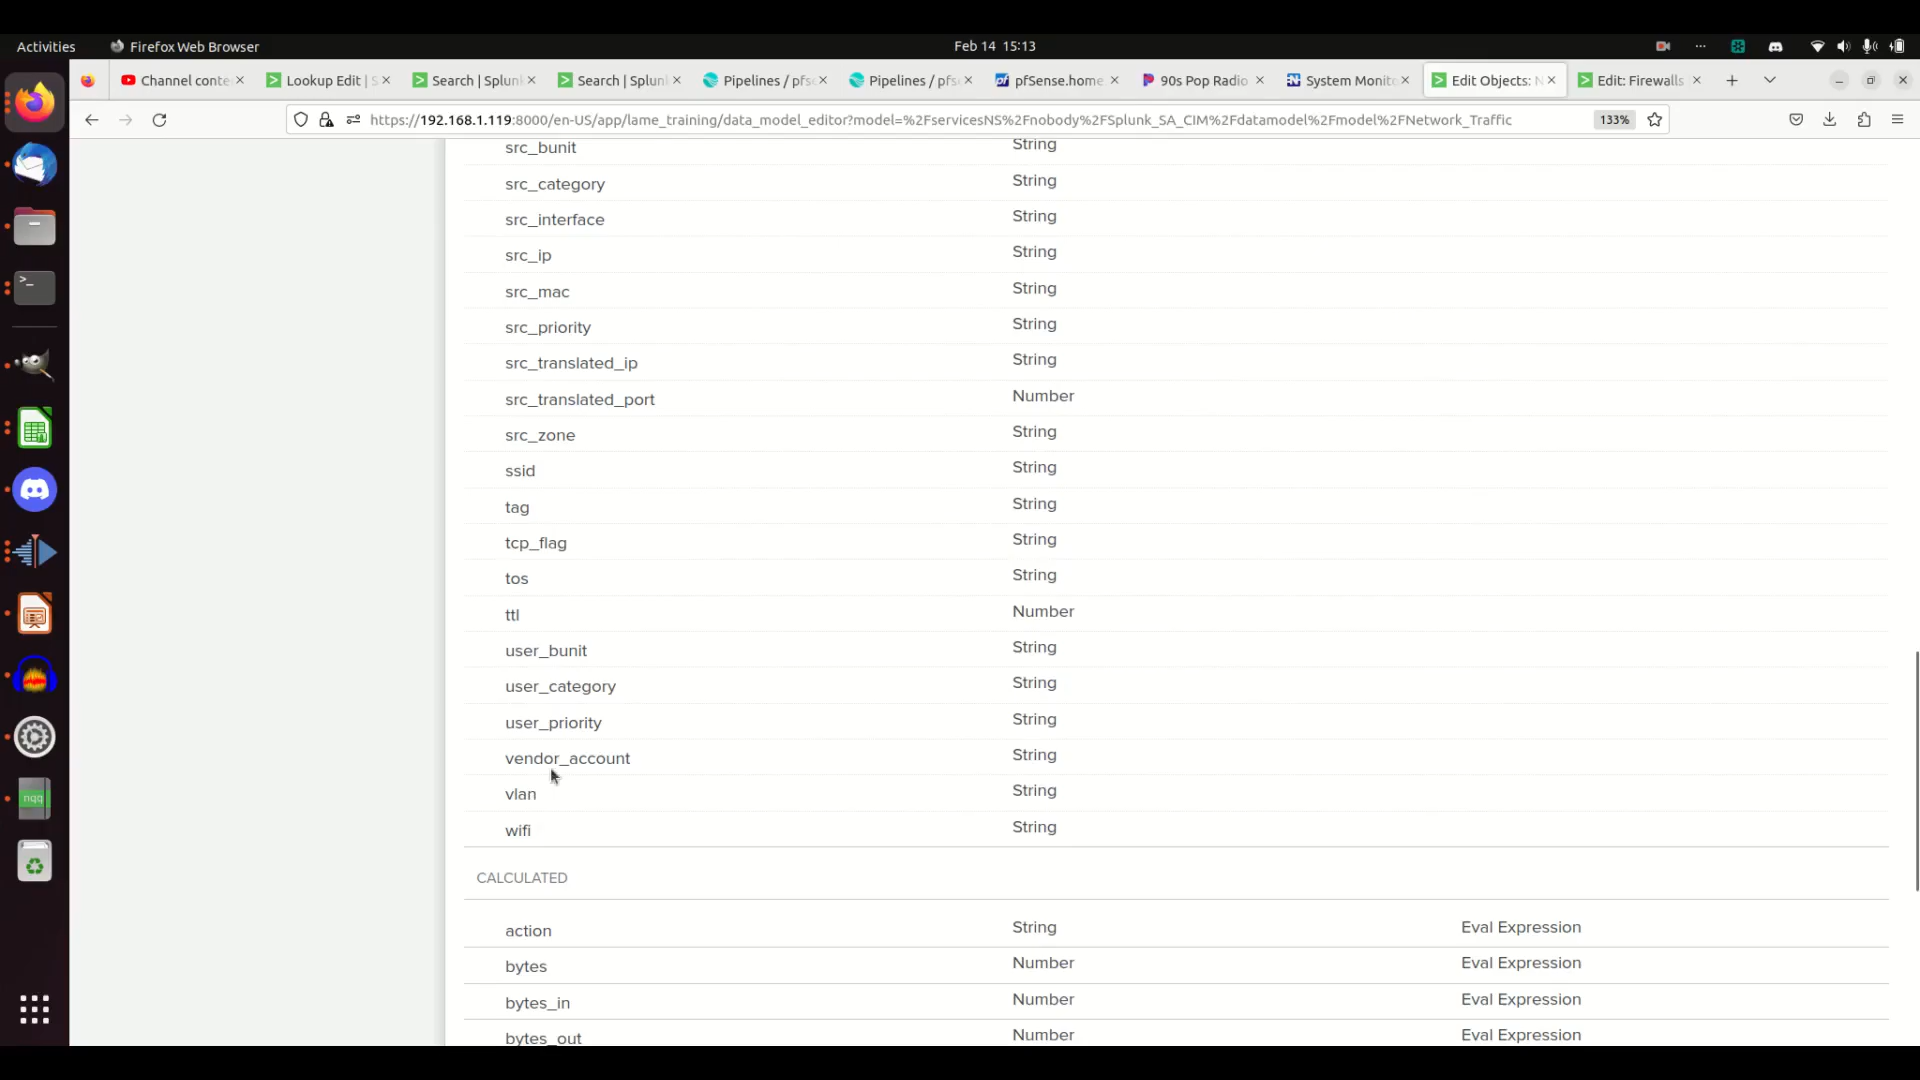 Activities Firefox Web Browser Feb 14 15:13
Channel conte Lookup Edit | S Search | Splunk Search | Splunk Pipelines / pfs Pipelines / pfs pfSense.home 90s Pop Radio System Monito Edit Objects: N Edit: Firewalls
https://192.168.1.119:8000/en-US/app/lame_training/data_model_editor?model=%2FservicesNS%2Fnobody%2FSplunk_SA_CIM%2Fdatamodel%2Fmodel%2FNetwork_Traffic 133%
src_bunit String
src_category String
src_interface String
src_ip String
src_mac String
src_priority String
src_translated_ip String
src_translated_port Number
src_zone String
ssid String
tag String
tcp_flag String
tos String
ttl Number
user_bunit String
user_category String
user_priority String
vendor_account String
vlan String
wifi String
CALCULATED
action String Eval Expression
bytes Number Eval Expression
bytes_in Number Eval Expression
bytes_out Number Eval Expression
nqq